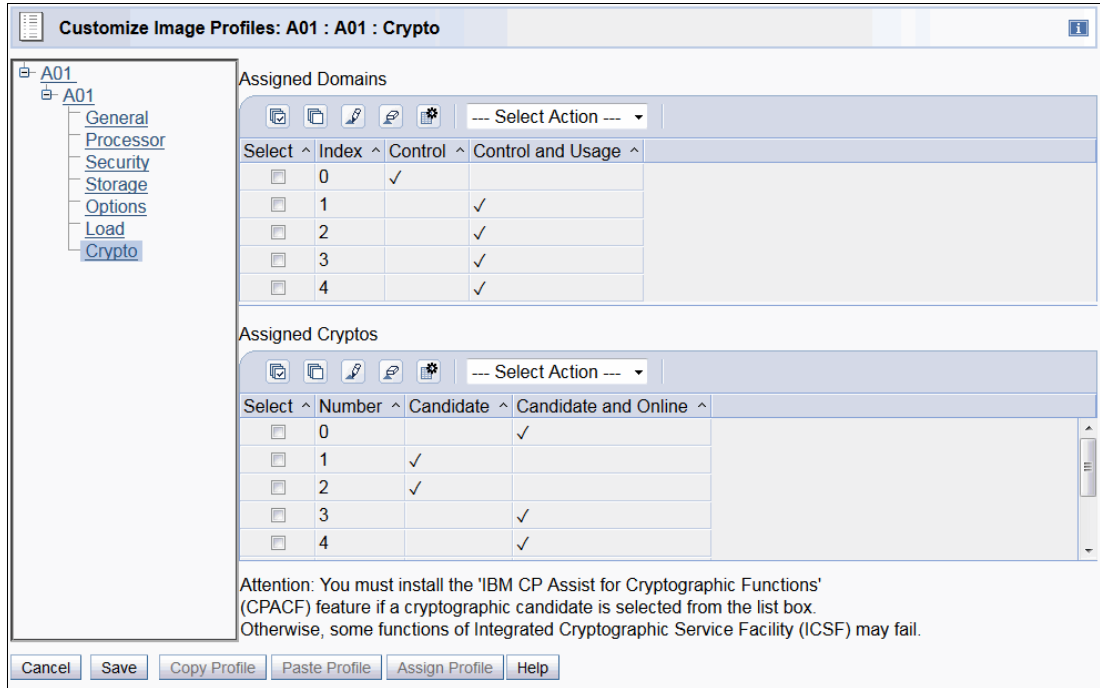 Customize Image Profiles: A01 : A01 : Crypto
A01
A01
General
Processor
Security
Storage
Options
Load
Crypto
Assigned Domains
--- Select Action ---
Select Index Control Control and Usage
0 ✓
1 ✓
2 ✓
3 ✓
4 ✓
Assigned Cryptos
--- Select Action ---
Select Number Candidate Candidate and Online
0 ✓
1 ✓
2 ✓
3 ✓
4 ✓
Attention: You must install the 'IBM CP Assist for Cryptographic Functions'
(CPACF) feature if a cryptographic candidate is selected from the list box.
Otherwise, some functions of Integrated Cryptographic Service Facility (ICSF) may fail.
Cancel Save Copy Profile Paste Profile Assign Profile Help